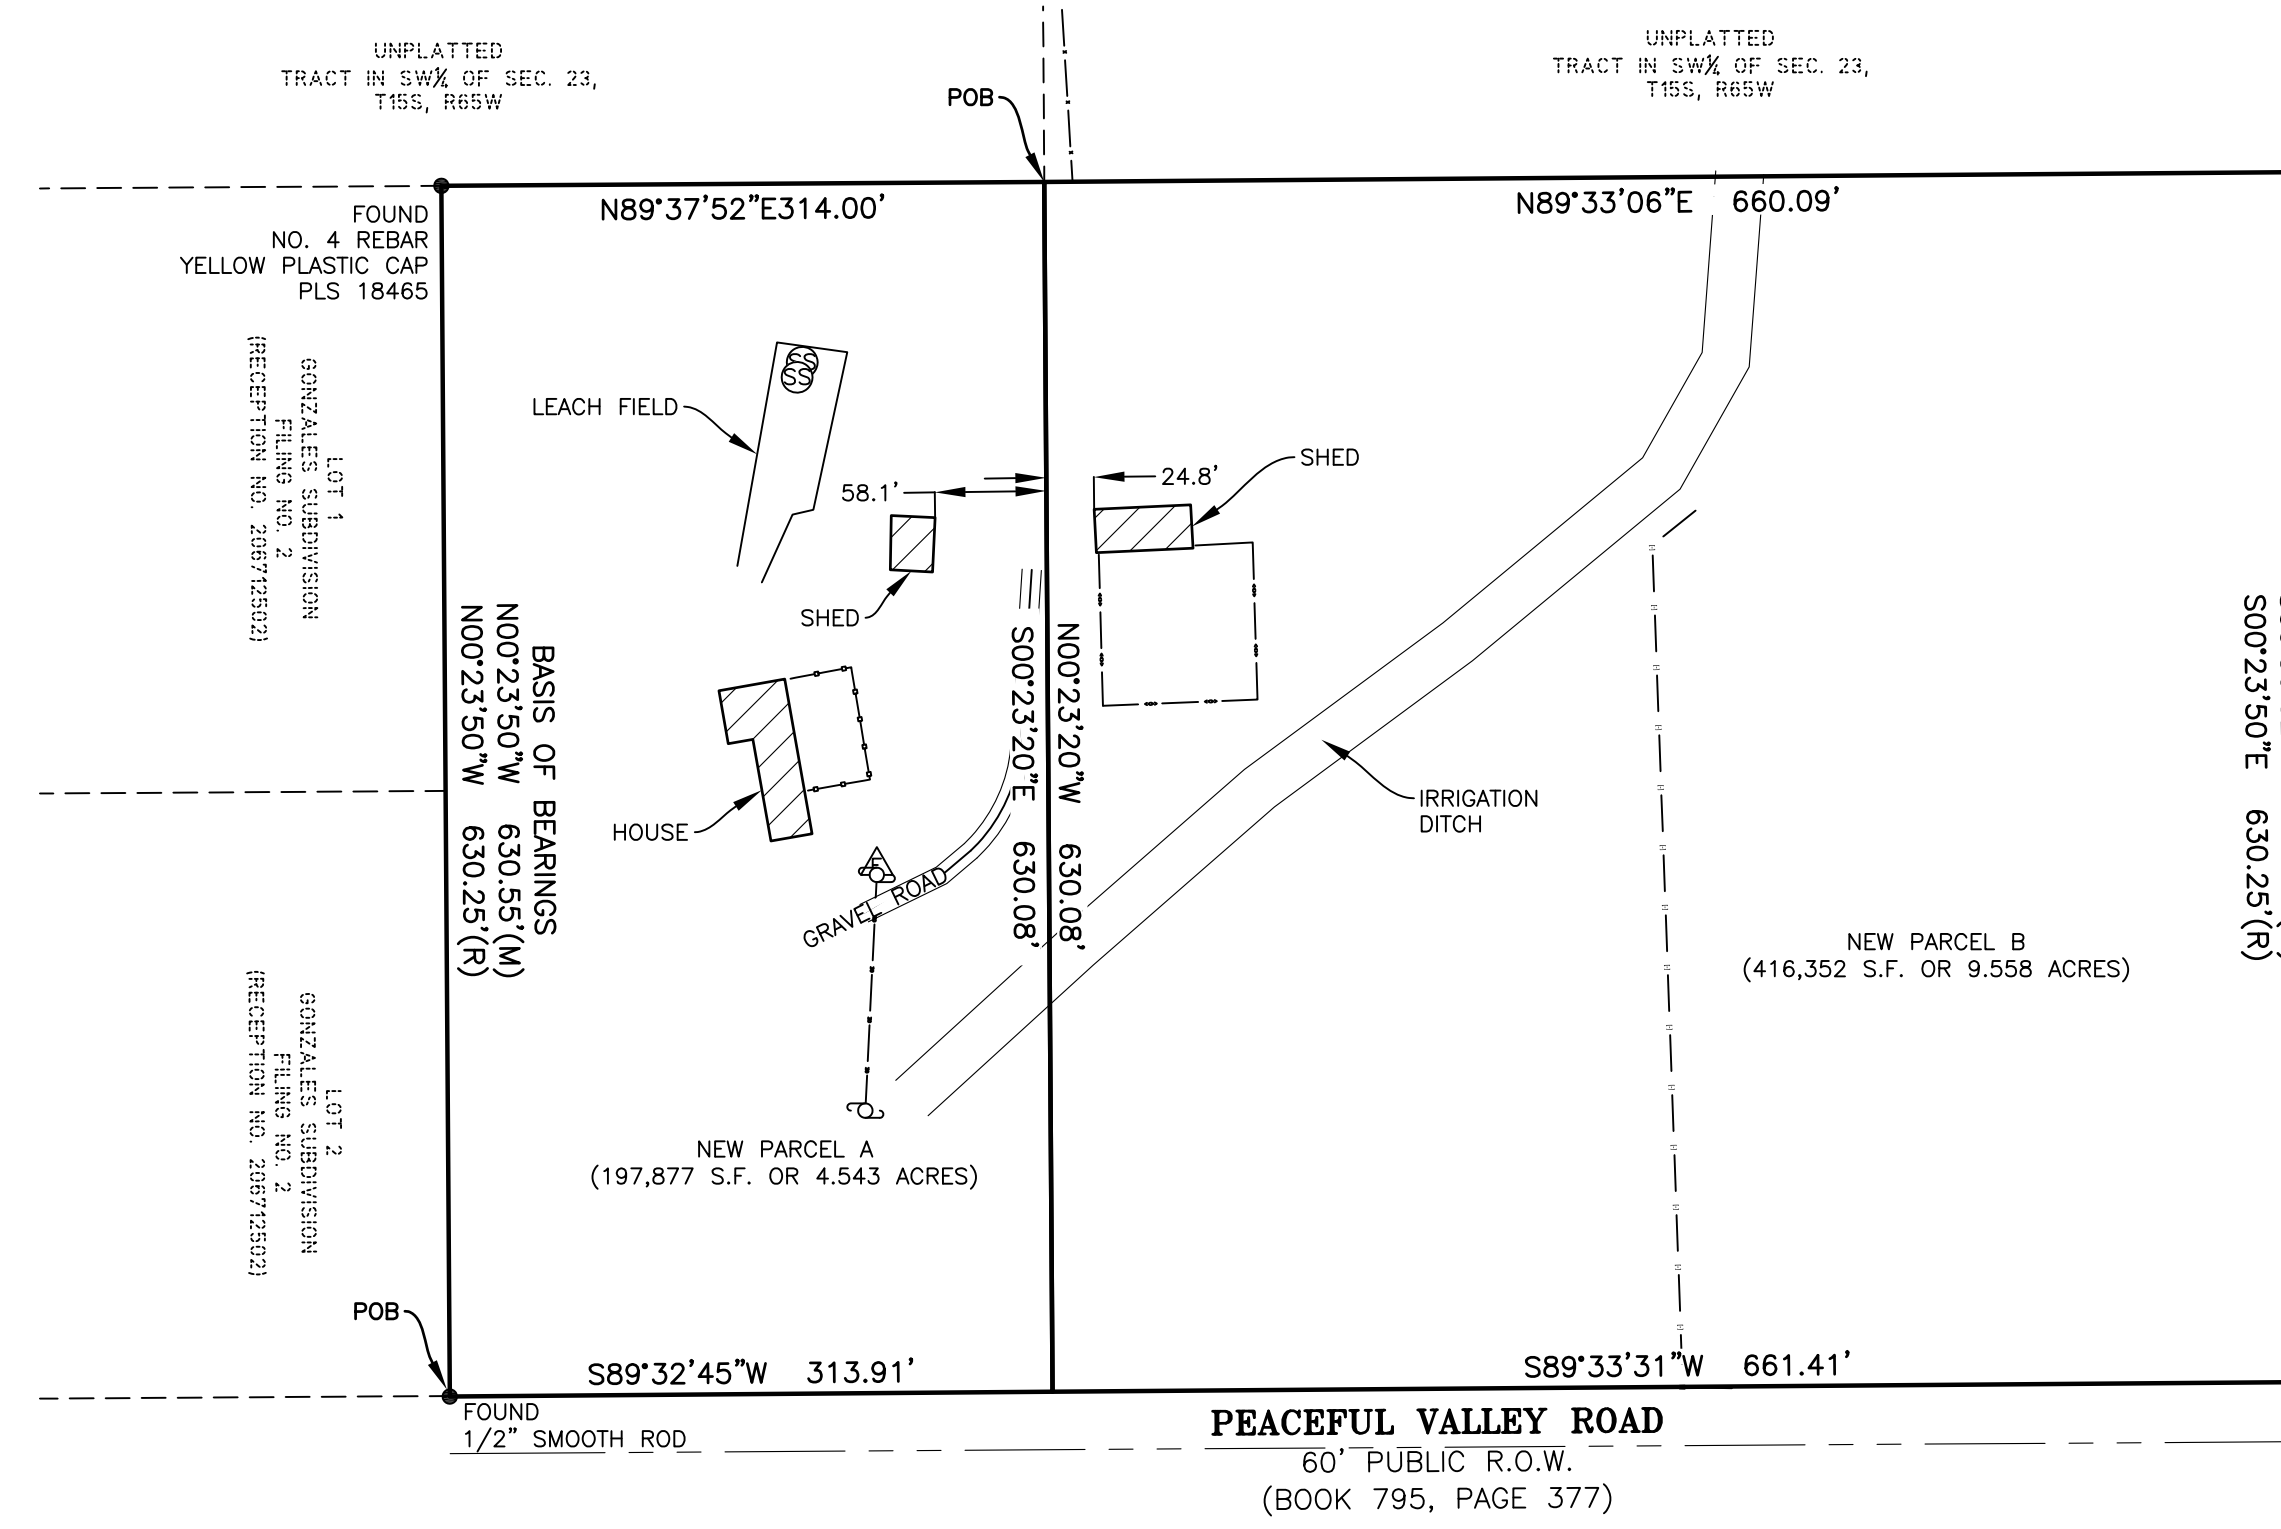 UNPLATTED
TRACT IN SW¼ OF SEC. 23,
T15S, R65W
UNPLATTED
TRACT IN SW¼ OF SEC. 23,
T15S, R65W
POB
N89°37'52"E314.00'
N89°33'06"E 660.09'
FOUND
NO. 4 REBAR
YELLOW PLASTIC CAP
PLS 18465
LOT 1
GONZALES SUBDIVISION
FILING NO. 2
(RECEPTION NO. 206712502)
SS
SS
LEACH FIELD
58.1'
24.8'
SHED
SHED
BASIS OF BEARINGS
N00°23'50"W 630.55'(M)
N00°23'50"W 630.25'(R)
N00°23'20"W 630.08'
S00°23'20"E 630.08'
S00°23'50"E 630.25'(R)
HOUSE
IRRIGATION
DITCH
E
GRAVEL ROAD
NEW PARCEL B
(416,352 S.F. OR 9.558 ACRES)
LOT 2
GONZALES SUBDIVISION
FILING NO. 2
(RECEPTION NO. 206712502)
NEW PARCEL A
(197,877 S.F. OR 4.543 ACRES)
POB
S89°32'45"W 313.91'
S89°33'31"W 661.41'
FOUND
1/2" SMOOTH ROD
PEACEFUL VALLEY ROAD
60' PUBLIC R.O.W.
(BOOK 795, PAGE 377)